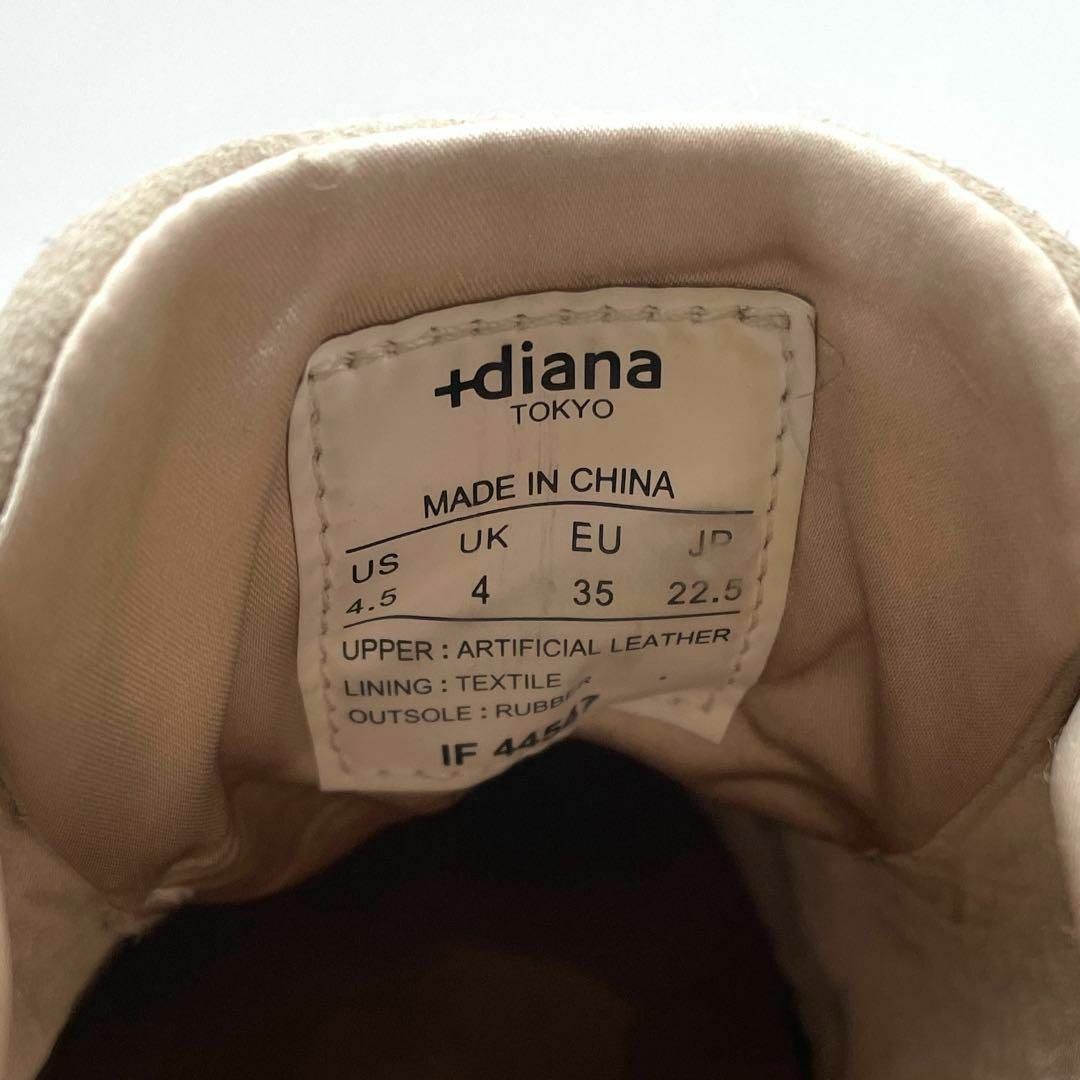 +diana
TOKYO
MADE IN CHINA
US UK EU JP
4.5 4 35 22.5
UPPER : ARTIFICIAL LEATHER
LINING : TEXTILE
OUTSOLE : RUBBER
IF